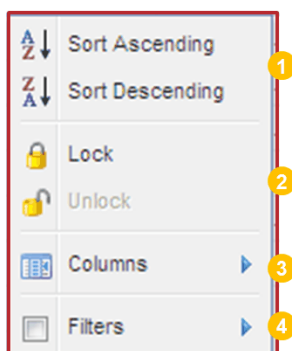 Sort Ascending
1
Sort Descending
Lock
2
Unlock
Columns
3
Filters
4